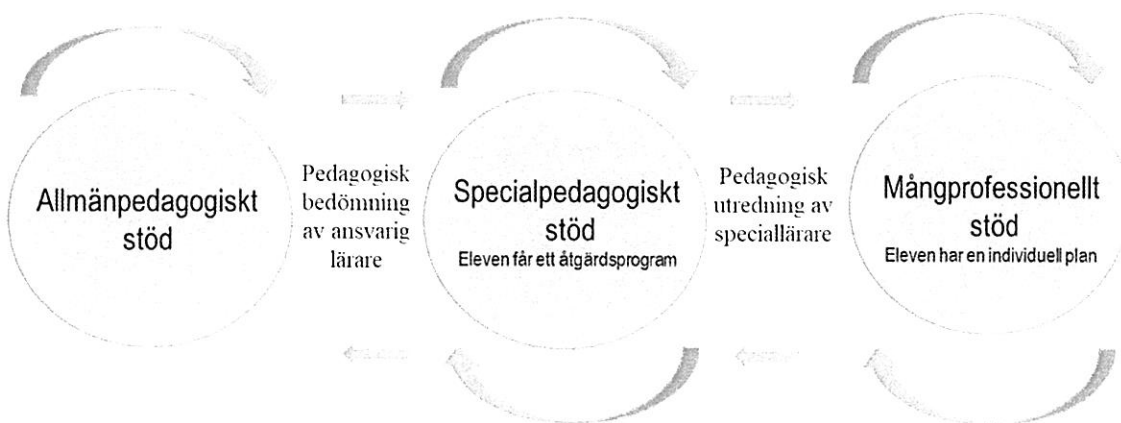 Allmänpedagogiskt
stöd
Pedagogisk
bedömning
av ansvarig
lärare
Specialpedagogiskt
stöd
Eleven får ett åtgärdsprogram
Pedagogisk
utredning av
speciallärare
Mångprofessionellt
stöd
Eleven har en individuell plan